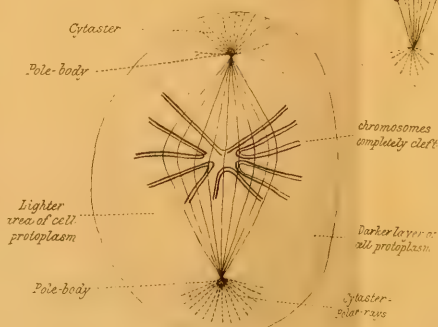 Cytaster
Pole-body
chromosomes
completely cleft
Lighter
area of cell
protoplasm
Darker layer of
cell protoplasm
Pole-body
Cytaster-
Polar-rays